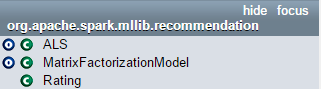 hide focus
org.apache.spark.mllib.recommendation
O C ALS
O C MatrixFactorizationModel
C Rating